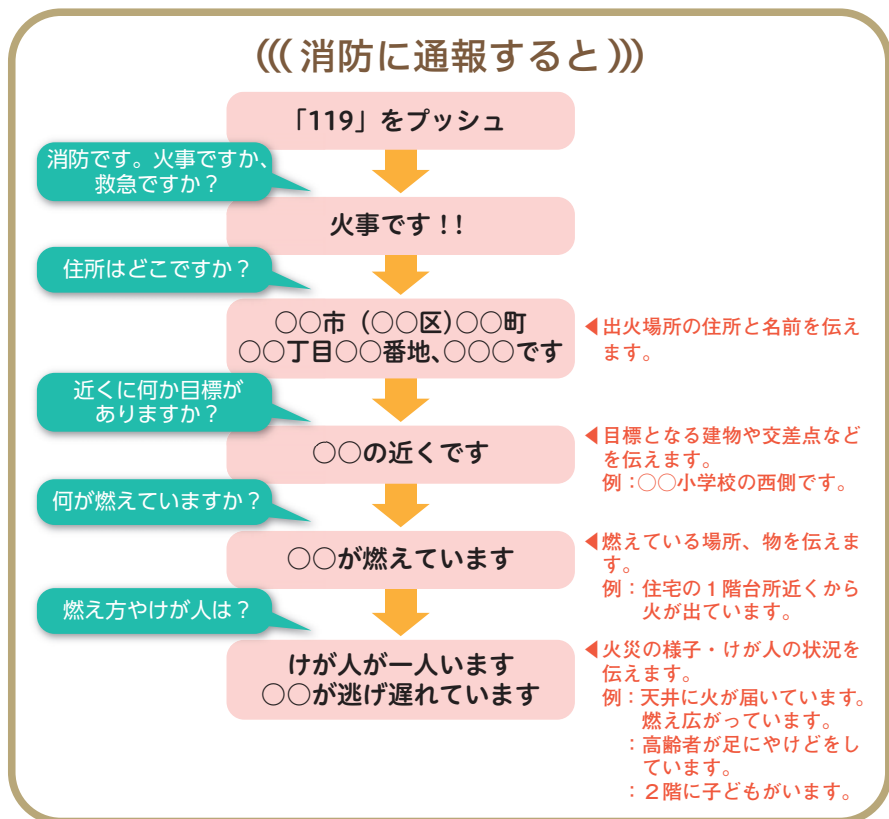 消防に通報すると
「119」をプッシュ
消防です。火事ですか、
救急ですか？
火事です！！
住所はどこですか？
○○市（○○区）○○町
○○丁目○○番地、○○○です
◀出火場所の住所と名前を伝え
ます。
近くに何か目標が
ありますか？
○○の近くです
◀目標となる建物や交差点など
を伝えます。
例：○○小学校の西側です。
何が燃えていますか？
○○が燃えています
◀燃えている場所、物を伝えま
す。
例：住宅の１階台所近くから
火が出ています。
燃え方やけが人は？
けが人が一人います
○○が逃げ遅れています
◀火災の様子・けが人の状況を
伝えます。
例：天井に火が届いています。
燃え広がっています。
：高齢者が足にやけどをし
ています。
：２階に子どもがいます。